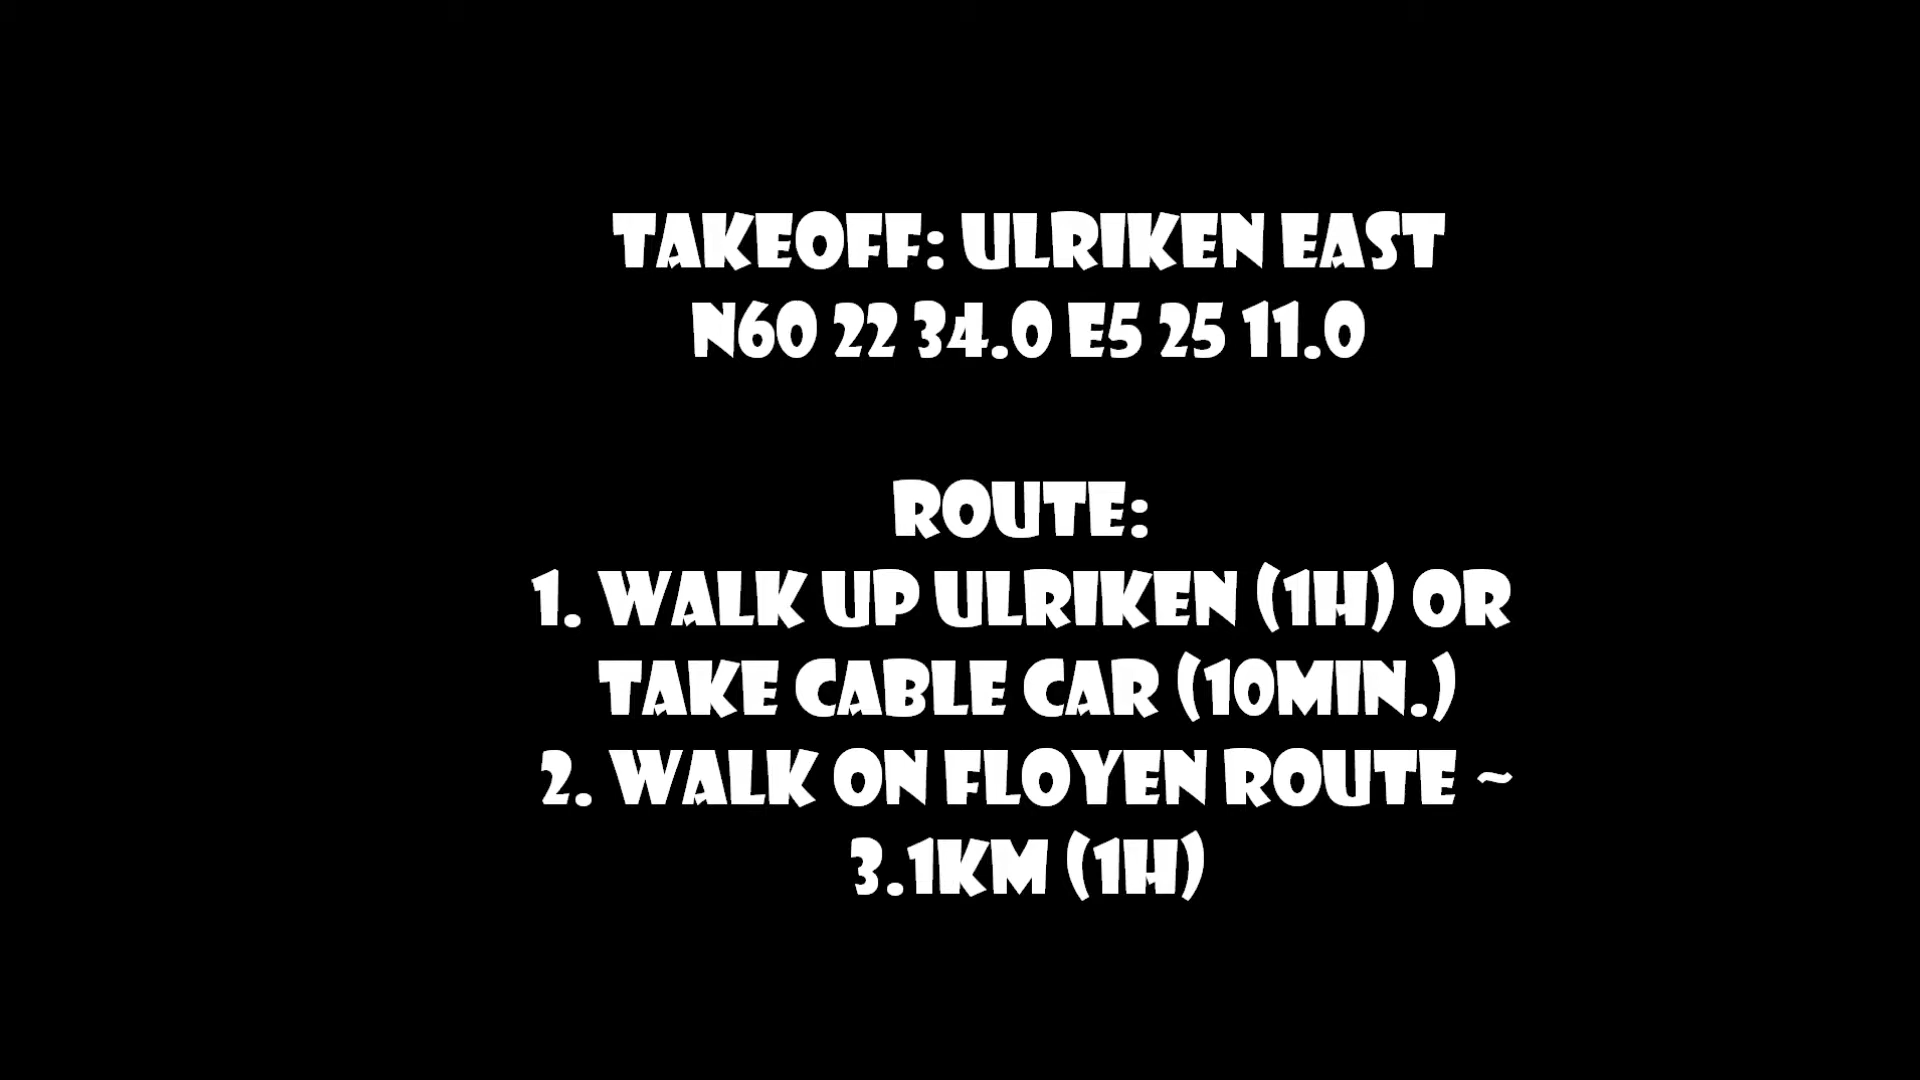 TAKEOFF: ULRIKEN EAST
N60 22 34.0 E5 25 11.0
ROUTE:
1. WALK UP ULRIKEN (1H) OR
TAKE CABLE CAR (10MIN.)
2. WALK ON FLOYEN ROUTE ~
3.1KM (1H)